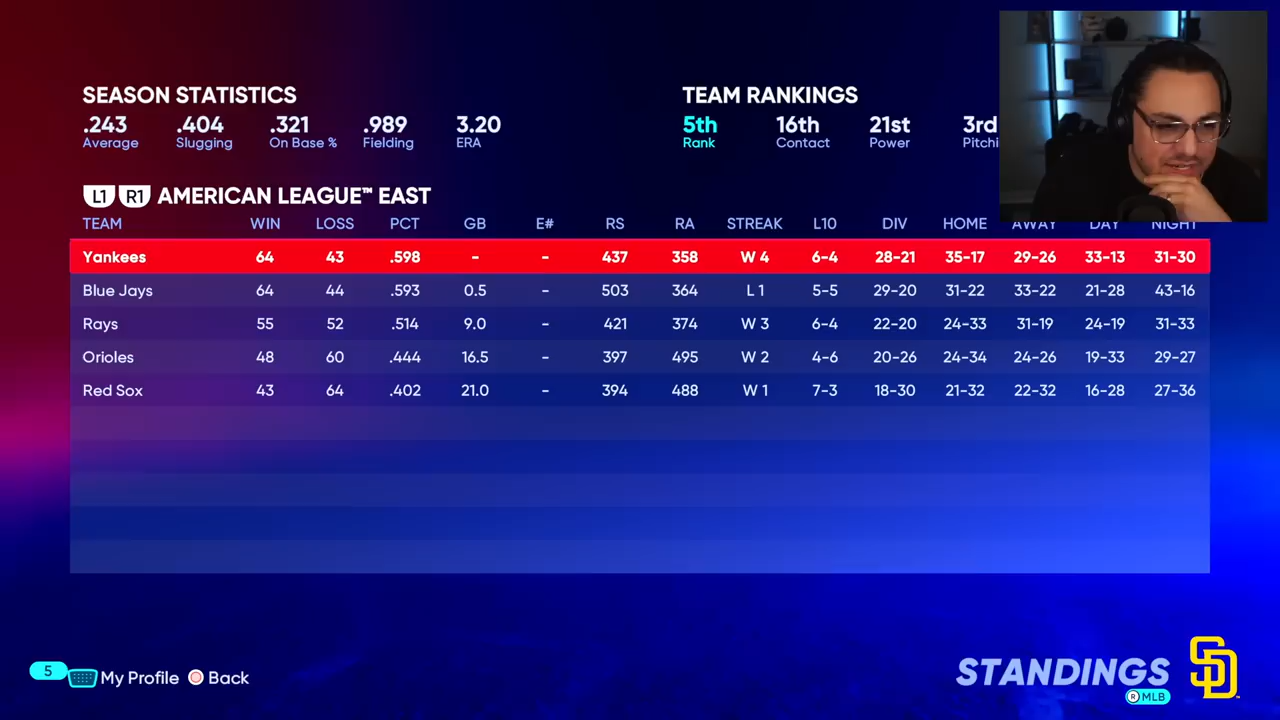 SEASON STATISTICS
.243 .404 .321 .989 3.20
Average Slugging On Base % Fielding ERA
TEAM RANKINGS
5th 16th 21st 3rd
Rank Contact Power Pitchi
L1 R1 AMERICAN LEAGUE™ EAST
TEAM WIN LOSS PCT GB E# RS RA STREAK L10 DIV HOME AWAY DAY NIGHT
Yankees 64 43 .598 - - 437 358 W 4 6-4 28-21 35-17 29-26 33-13 31-30
Blue Jays 64 44 .593 0.5 - 503 364 L 1 5-5 29-20 31-22 33-22 21-28 43-16
Rays 55 52 .514 9.0 - 421 374 W 3 6-4 22-20 24-33 31-19 24-19 31-33
Orioles 48 60 .444 16.5 - 397 495 W 2 4-6 20-26 24-34 24-26 19-33 29-27
Red Sox 43 64 .402 21.0 - 394 488 W 1 7-3 18-30 21-32 22-32 16-28 27-36
5 My Profile Back
STANDINGS
R MLB
SD